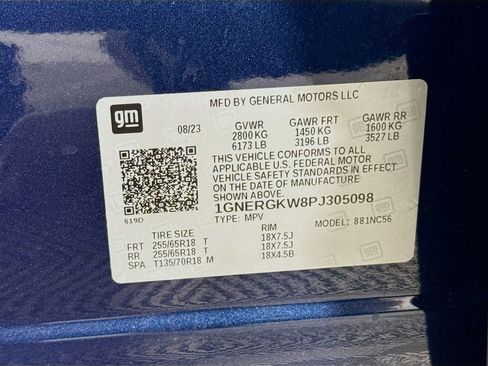 MFD BY GENERAL MOTORS LLC
gm
08/23 GVWR GAWR FRT GAWR RR
2800 KG 1450 KG 1600 KG
6173 LB 3196 LB 3527 LB
THIS VEHICLE CONFORMS TO ALL
APPLICABLE U.S. FEDERAL MOTOR
VEHICLE SAFETY STANDARDS IN EFFECT
ON THE DATE OF MANUFACTURE
SHOWN ABOVE.
1GNERGKW8PJ305098
619D TYPE: MPV MODEL: 881NC56
TIRE SIZE RIM
FRT 255/65R18 T 18X7.5J
RR 255/65R18 T 18X7.5J
SPA T135/70R18 M 18X4.5B